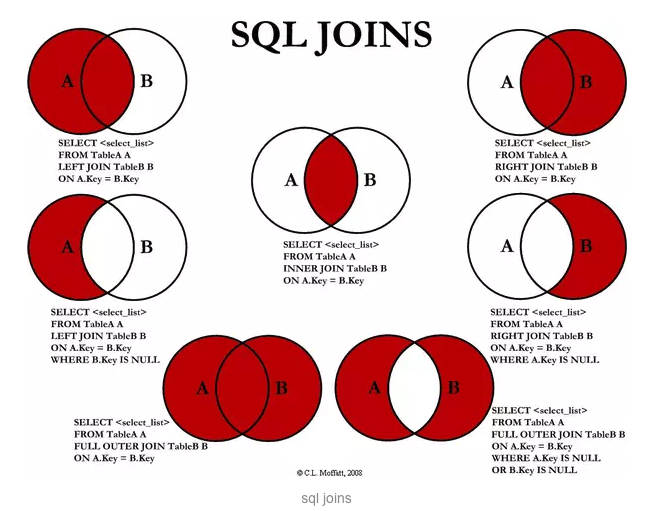 SQL JOINS
A B
SELECT <select_list>
FROM TableA A
LEFT JOIN TableB B
ON A.Key = B.Key
A B
SELECT <select_list>
FROM TableA A
RIGHT JOIN TableB B
ON A.Key = B.Key
A B
SELECT <select_list>
FROM TableA A
INNER JOIN TableB B
ON A.Key = B.Key
A B
SELECT <select_list>
FROM TableA A
LEFT JOIN TableB B
ON A.Key = B.Key
WHERE B.Key IS NULL
A B
SELECT <select_list>
FROM TableA A
RIGHT JOIN TableB B
ON A.Key = B.Key
WHERE A.Key IS NULL
A B
SELECT <select_list>
FROM TableA A
FULL OUTER JOIN TableB B
ON A.Key = B.Key
A B
SELECT <select_list>
FROM TableA A
FULL OUTER JOIN TableB B
ON A.Key = B.Key
WHERE A.Key IS NULL
OR B.Key IS NULL
© C.L. Moffatt, 2008
sql joins